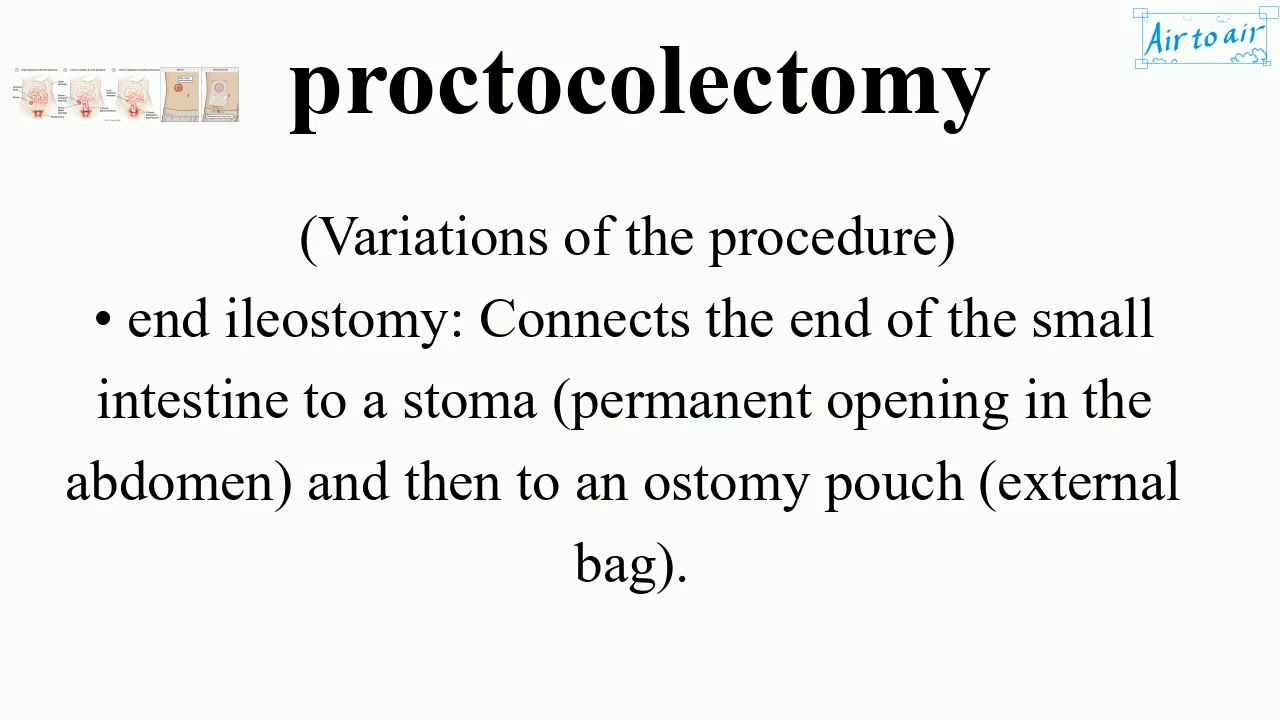 Air to air
proctocolectomy
(Variations of the procedure)
• end ileostomy: Connects the end of the small
intestine to a stoma (permanent opening in the
abdomen) and then to an ostomy pouch (external
bag).